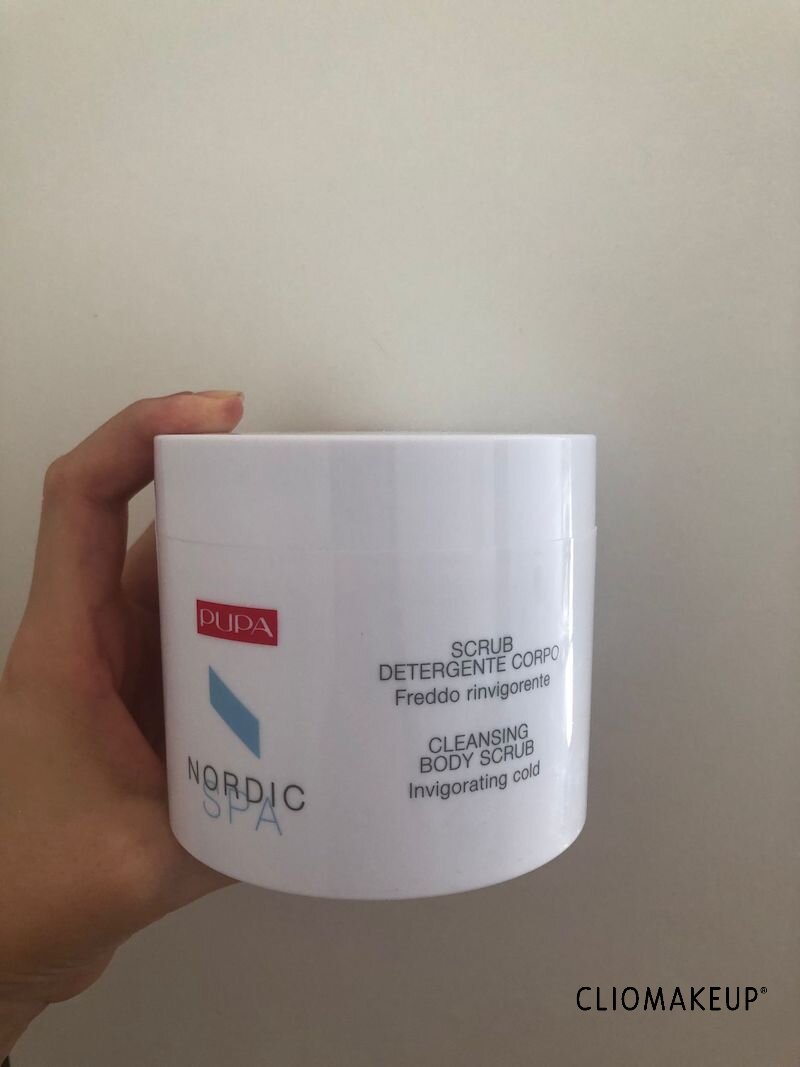 PUPA
NORDIC
SPA
SCRUB
DETERGENTE CORPO
Freddo rinvigorente
CLEANSING
BODY SCRUB
Invigorating cold
CLIOMAKEUP®